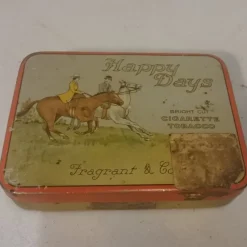 Happy
Days
BRIGHT
CIGARETTE
TOBACCO
Fragrant & Co